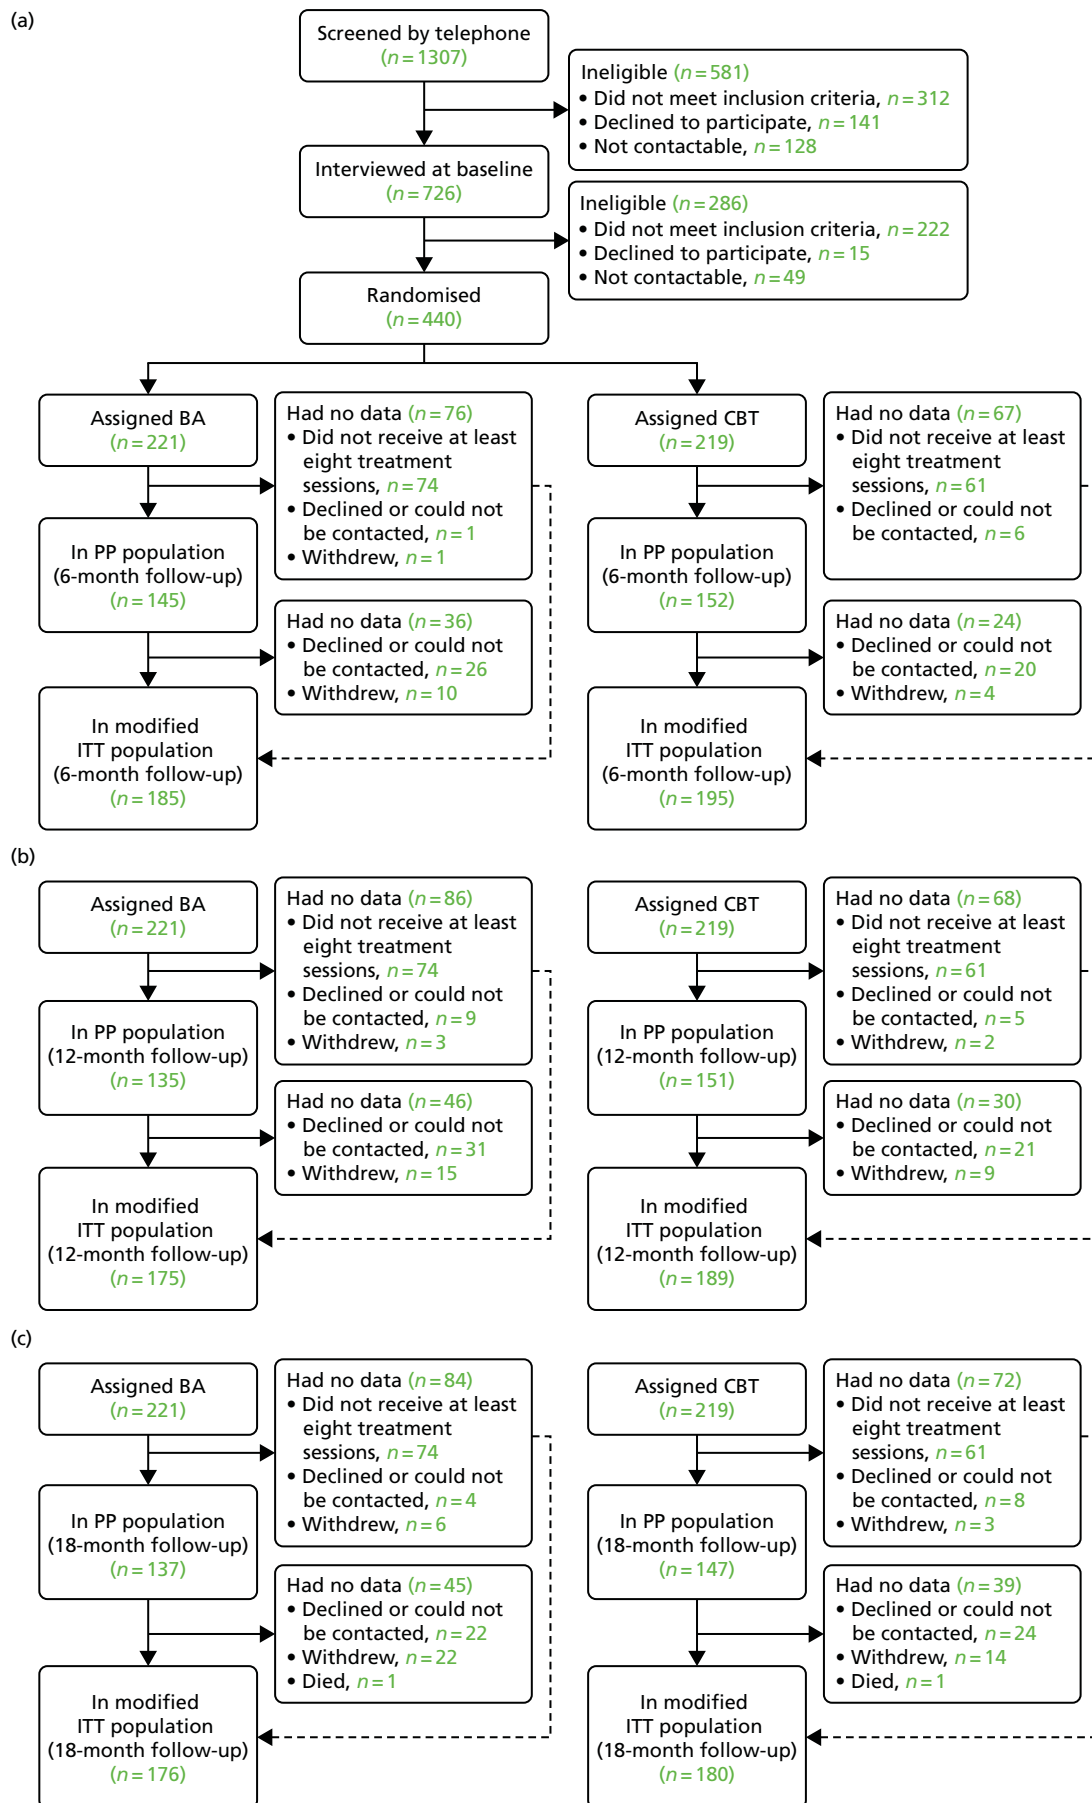 (a)
Screened by telephone
(n=1307)
Ineligible (n=581)
• Did not meet inclusion criteria, n=312
• Declined to participate, n=141
• Not contactable, n=128
Interviewed at baseline
(n=726)
Ineligible (n=286)
• Did not meet inclusion criteria, n=222
• Declined to participate, n=15
• Not contactable, n=49
Randomised
(n=440)
Assigned BA
(n=221)
Had no data (n=76)
• Did not receive at least
eight treatment
sessions, n=74
• Declined or could not
be contacted, n=1
• Withdrew, n=1
In PP population
(6-month follow-up)
(n=145)
Had no data (n=36)
• Declined or could not
be contacted, n=26
• Withdrew, n=10
In modified
ITT population
(6-month follow-up)
(n=185)
Assigned CBT
(n=219)
Had no data (n=67)
• Did not receive at least
eight treatment
sessions, n=61
• Declined or could not
be contacted, n=6
In PP population
(6-month follow-up)
(n=152)
Had no data (n=24)
• Declined or could not
be contacted, n=20
• Withdrew, n=4
In modified
ITT population
(6-month follow-up)
(n=195)
(b)
Assigned BA
(n=221)
Had no data (n=86)
• Did not receive at least
eight treatment
sessions, n=74
• Declined or could not
be contacted, n=9
• Withdrew, n=3
In PP population
(12-month follow-up)
(n=135)
Had no data (n=46)
• Declined or could not
be contacted, n=31
• Withdrew, n=15
In modified
ITT population
(12-month follow-up)
(n=175)
Assigned CBT
(n=219)
Had no data (n=68)
• Did not receive at least
eight treatment
sessions, n=61
• Declined or could not
be contacted, n=5
• Withdrew, n=2
In PP population
(12-month follow-up)
(n=151)
Had no data (n=30)
• Declined or could not
be contacted, n=21
• Withdrew, n=9
In modified
ITT population
(12-month follow-up)
(n=189)
(c)
Assigned BA
(n=221)
Had no data (n=84)
• Did not receive at least
eight treatment
sessions, n=74
• Declined or could not
be contacted, n=4
• Withdrew, n=6
In PP population
(18-month follow-up)
(n=137)
Had no data (n=45)
• Declined or could not
be contacted, n=22
• Withdrew, n=22
• Died, n=1
In modified
ITT population
(18-month follow-up)
(n=176)
Assigned CBT
(n=219)
Had no data (n=72)
• Did not receive at least
eight treatment
sessions, n=61
• Declined or could not
be contacted, n=8
• Withdrew, n=3
In PP population
(18-month follow-up)
(n=147)
Had no data (n=39)
• Declined or could not
be contacted, n=24
• Withdrew, n=14
• Died, n=1
In modified
ITT population
(18-month follow-up)
(n=180)